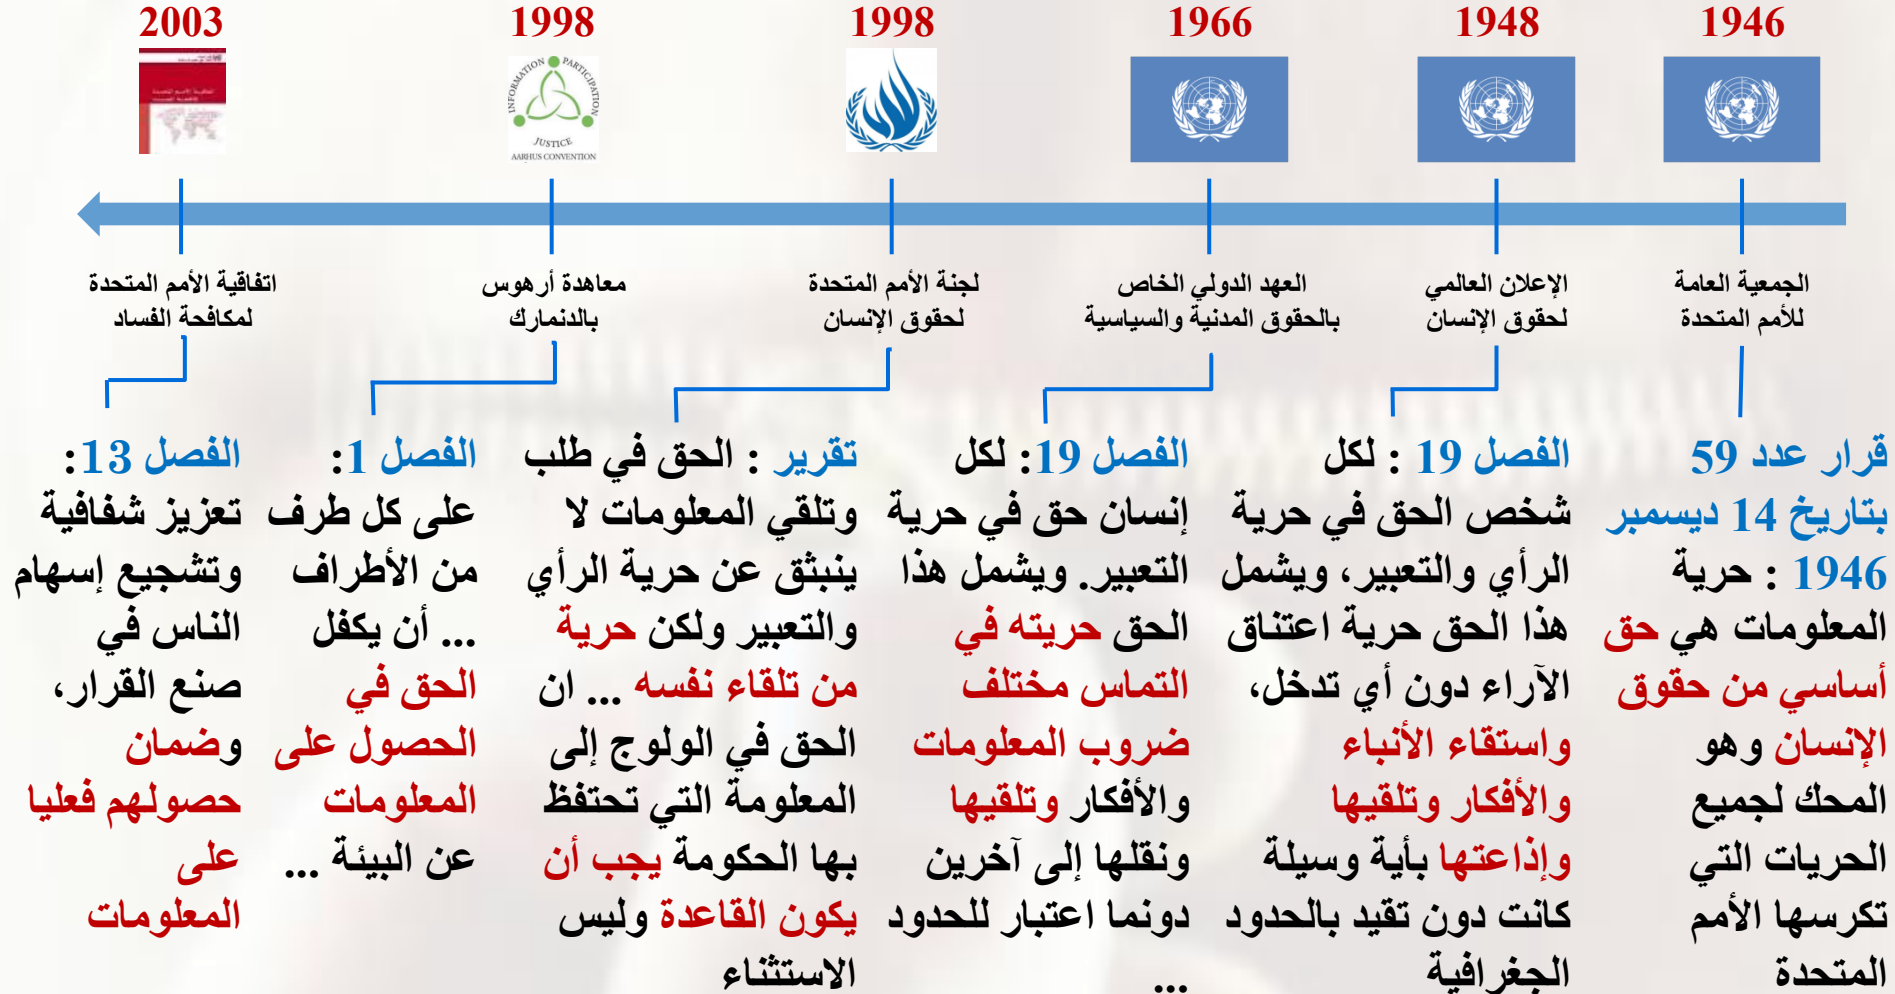 1946
الجمعية العامة
للأمم المتحدة
قرار عدد 59
بتاريخ 14 ديسمبر
1946 : حرية
المعلومات هي حق
أساسي من حقوق
الإنسان وهو
المحك لجميع
الحريات التي
تكرسها الأمم
المتحدة
1948
الإعلان العالمي
لحقوق الإنسان
الفصل 19 : لكل
شخص الحق في حرية
الرأي والتعبير، ويشمل
هذا الحق حرية اعتناق
الآراء دون أي تدخل،
واستقاء الأنباء
والأفكار وتلقيها
وإذاعتها بأية وسيلة
كانت دون تقيد بالحدود
الجغرافية
1966
العهد الدولي الخاص
بالحقوق المدنية والسياسية
الفصل 19: لكل
إنسان حق في حرية
التعبير. ويشمل هذا
الحق حريته في
التماس مختلف
ضروب المعلومات
والأفكار وتلقيها
ونقلها إلى آخرين
دونما اعتبار للحدود
...
1998
لجنة الأمم المتحدة
لحقوق الإنسان
تقرير : الحق في طلب
وتلقي المعلومات لا
ينبثق عن حرية الرأي
والتعبير ولكن حرية
من تلقاء نفسه ... ان
الحق في الولوج إلى
المعلومة التي تحتفظ
بها الحكومة يجب أن
يكون القاعدة وليس
الاستثناء
1998
INFORMATION PARTICIPATION
JUSTICE
AARHUS CONVENTION
معاهدة أرهوس
بالدنمارك
الفصل 1:
على كل طرف
من الأطراف
... أن يكفل
الحق في
الحصول على
المعلومات
عن البيئة ...
2003
اتفاقية الأمم المتحدة
لمكافحة الفساد
الفصل 13:
تعزيز شفافية
وتشجيع إسهام
الناس في
صنع القرار،
وضمان
حصولهم فعليا
على
المعلومات